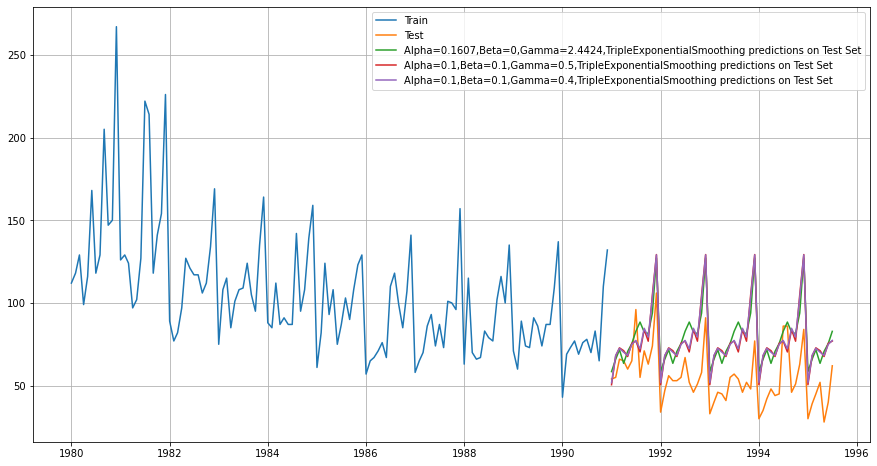 Train
Test
Alpha=0.1607,Beta=0,Gamma=2.4424,TripleExponentialSmoothing predictions on Test Set
Alpha=0.1,Beta=0.1,Gamma=0.5,TripleExponentialSmoothing predictions on Test Set
Alpha=0.1,Beta=0.1,Gamma=0.4,TripleExponentialSmoothing predictions on Test Set
250
200
150
100
50
1980 1982 1984 1986 1988 1990 1992 1994 1996